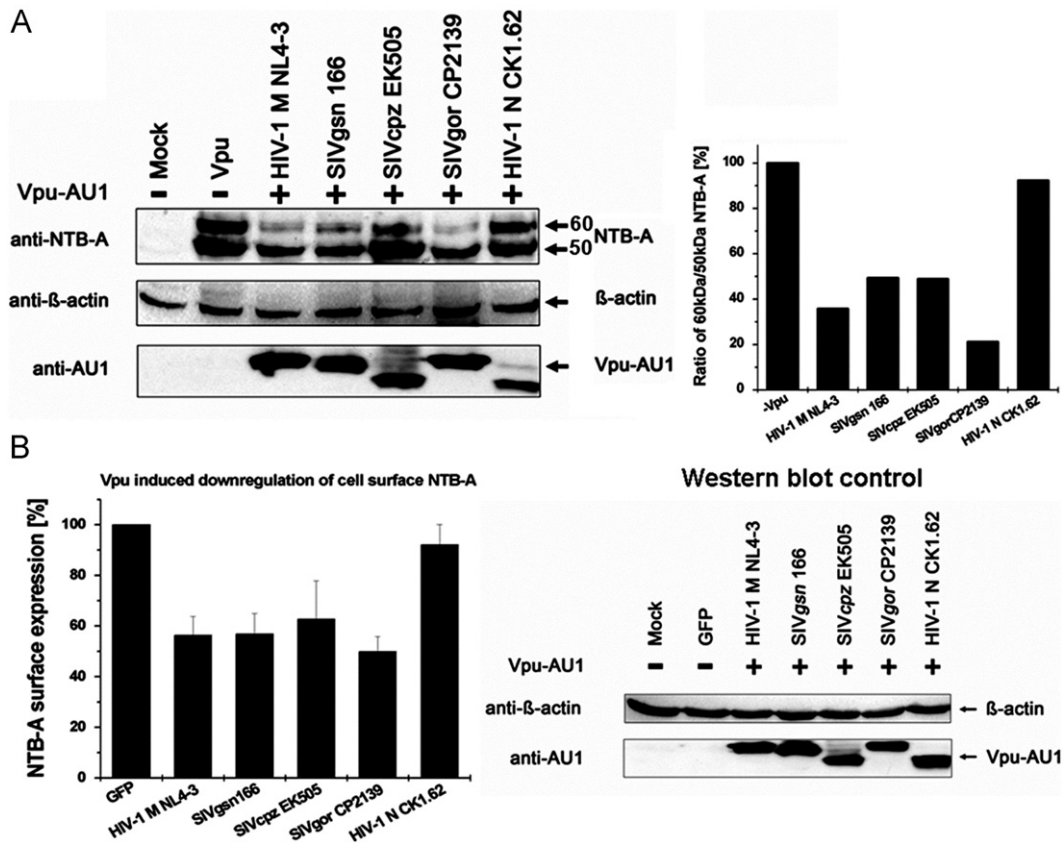 A
Mock
Vpu
HIV-1 M NL4-3
SIVgsn 166
SIVcpz EK505
SIVgor CP2139
HIV-1 N CK1.62
Vpu-AU1 - - + + + + +
anti-NTB-A
60
50
NTB-A
anti-ß-actin
ß-actin
anti-AU1
Vpu-AU1
Ratio of 60kDa/50kDa NTB-A [%]
100
80
60
40
20
0
-Vpu
HIV-1 M NL4-3
SIVgsn 166
SIVcpz EK505
SIVgorCP2139
HIV-1 N CK1.62
B
Vpu induced downregulation of cell surface NTB-A
NTB-A surface expression [%]
100
80
60
40
20
0
GFP
HIV-1 M NL4-3
SIVgsn166
SIVcpz EK505
SIVgor CP2139
HIV-1 N CK1.62
Western blot control
Mock
GFP
HIV-1 M NL4-3
SIVgsn 166
SIVcpz EK505
SIVgor CP2139
HIV-1 N CK1.62
Vpu-AU1 - - + + + + +
anti-ß-actin
ß-actin
anti-AU1
Vpu-AU1